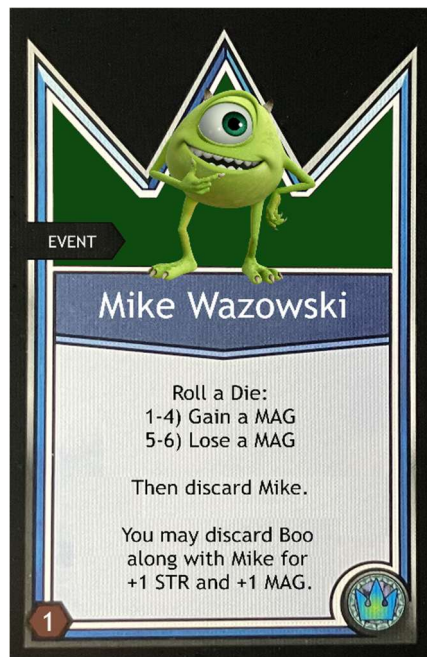 EVENT
Mike Wazowski
Roll a Die:
1-4) Gain a MAG
5-6) Lose a MAG
Then discard Mike.
You may discard Boo
along with Mike for
+1 STR and +1 MAG.
1